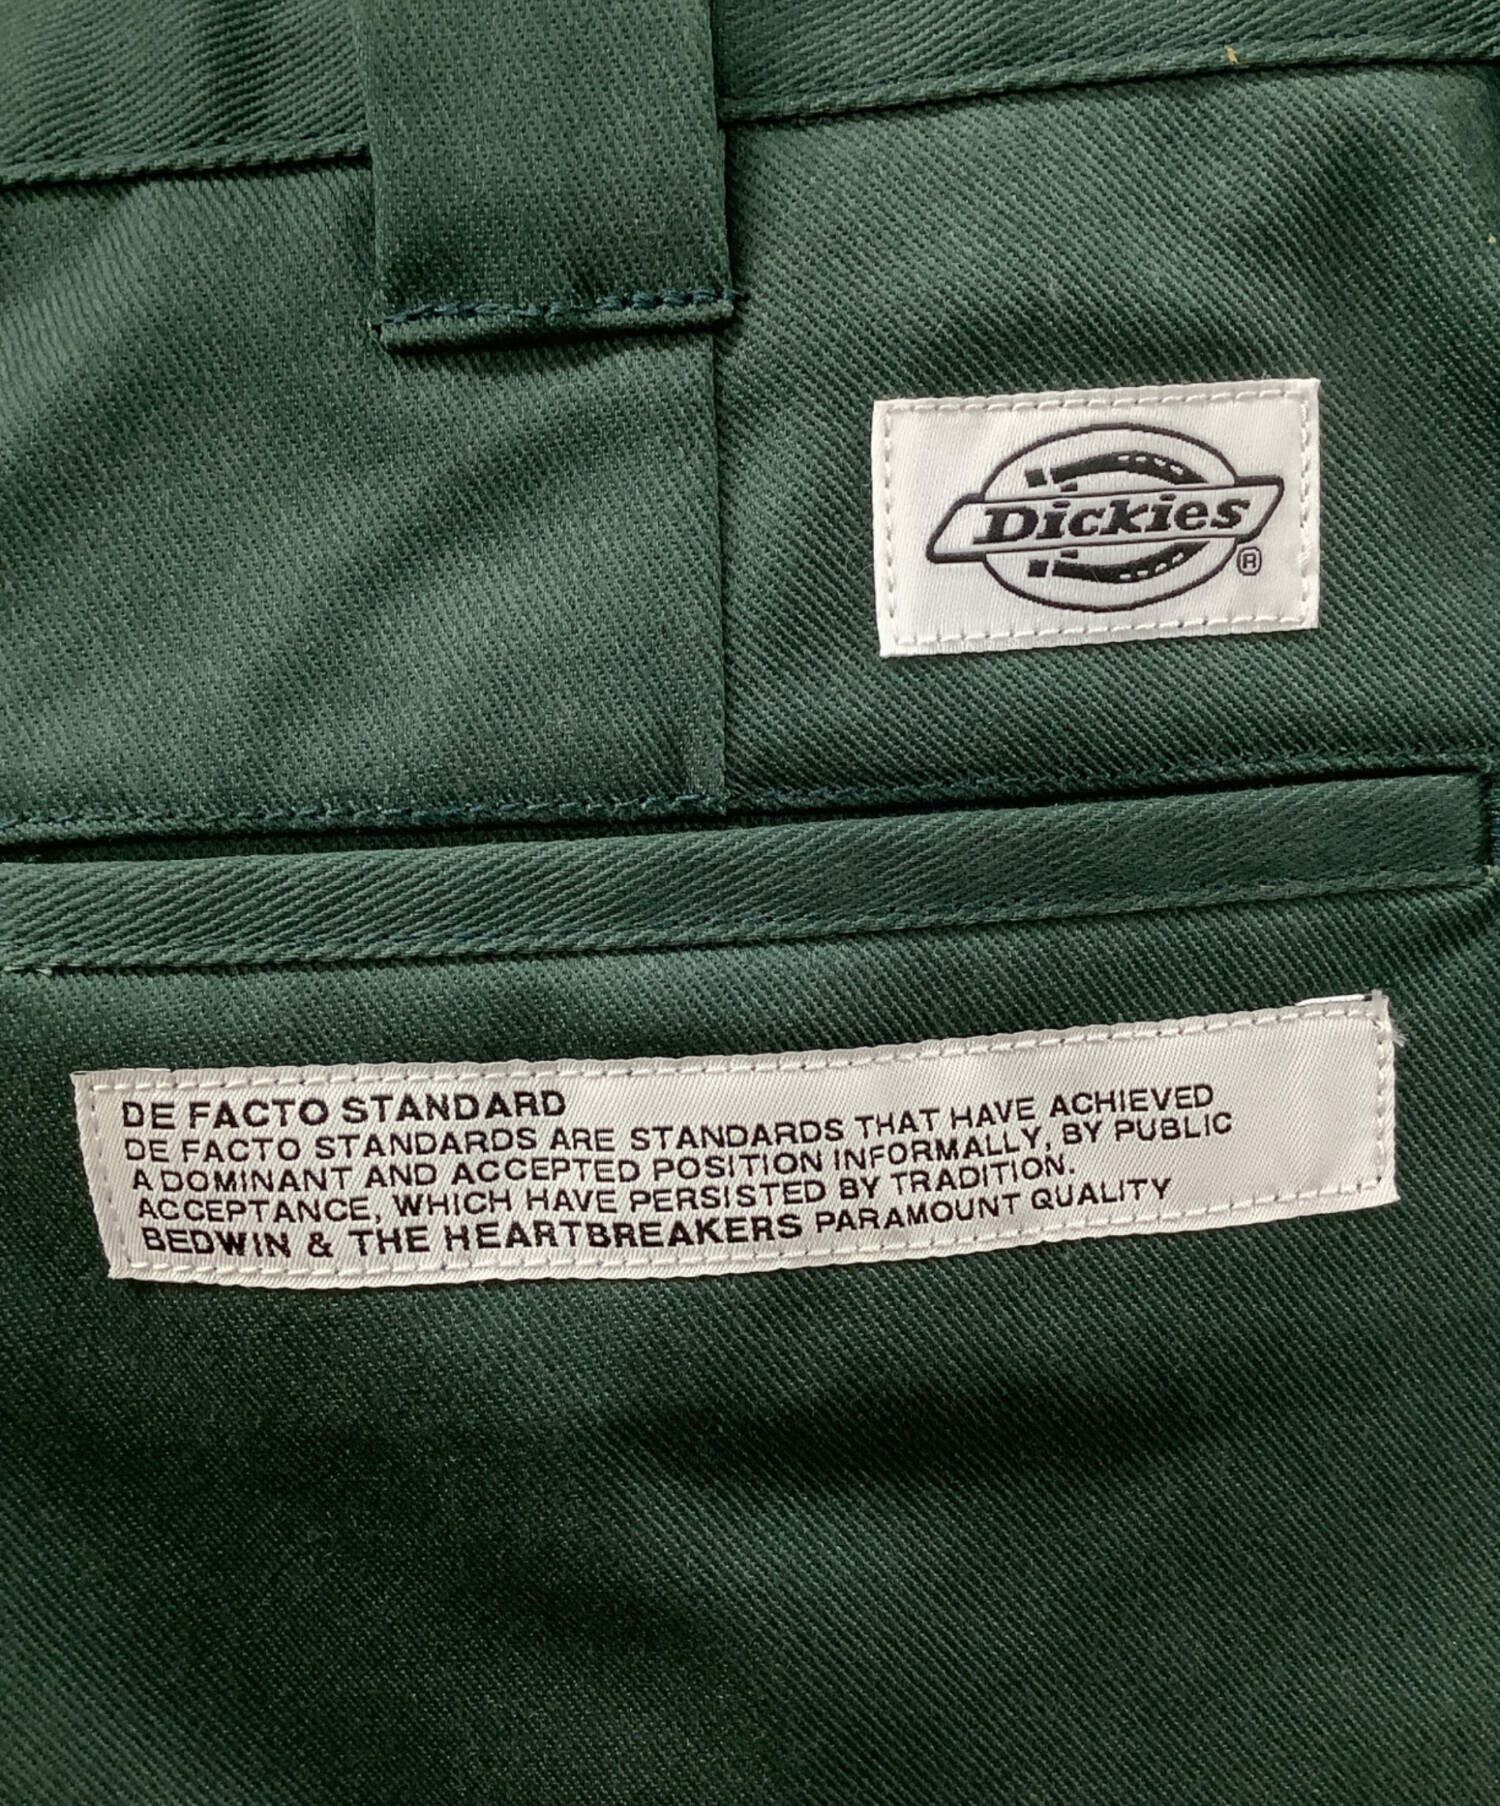 Dickies
®
DE FACTO STANDARD
DE FACTO STANDARDS ARE STANDARDS THAT HAVE ACHIEVED
A DOMINANT AND ACCEPTED POSITION INFORMALLY, BY PUBLIC
ACCEPTANCE, WHICH HAVE PERSISTED BY TRADITION.
BEDWIN & THE HEARTBREAKERS PARAMOUNT QUALITY